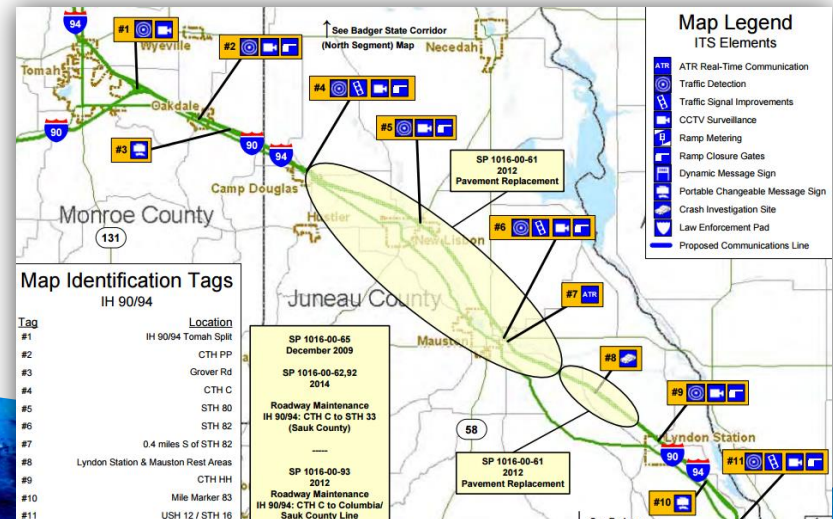 94
#1
Wyeville
#2
↑ See Badger State Corridor
(North Segment) Map
Necedah
Tomah
Oakdale
90
#3
90
94
#4
#5
Camp Douglas
Hustler
New Lisbon
SP 1016-00-61
2012
Pavement Replacement
#6
Monroe County
131
Juneau County
Mauston
#7 ATR
#8
#9
Lyndon Station
58
90
94
#10
#11
SP 1016-00-61
2012
Pavement Replacement
Map Legend
ITS Elements
ATR ATR Real-Time Communication
Traffic Detection
Traffic Signal Improvements
CCTV Surveillance
Ramp Metering
Ramp Closure Gates
Dynamic Message Sign
Portable Changeable Message Sign
Crash Investigation Site
Law Enforcement Pad
Proposed Communications Line
Map Identification Tags
IH 90/94
Tag Location
#1 IH 90/94 Tomah Split
#2 CTH PP
#3 Grover Rd
#4 CTH C
#5 STH 80
#6 STH 82
#7 0.4 miles S of STH 82
#8 Lyndon Station & Mauston Rest Areas
#9 CTH HH
#10 Mile Marker 83
#11 USH 12 / STH 16
SP 1016-00-65
December 2009
SP 1016-00-62,92
2014
Roadway Maintenance
IH 90/94: CTH C to STH 33
(Sauk County)
-----
SP 1016-00-93
2012
Roadway Maintenance
IH 90/94: CTH C to Columbia/
Sauk County Line